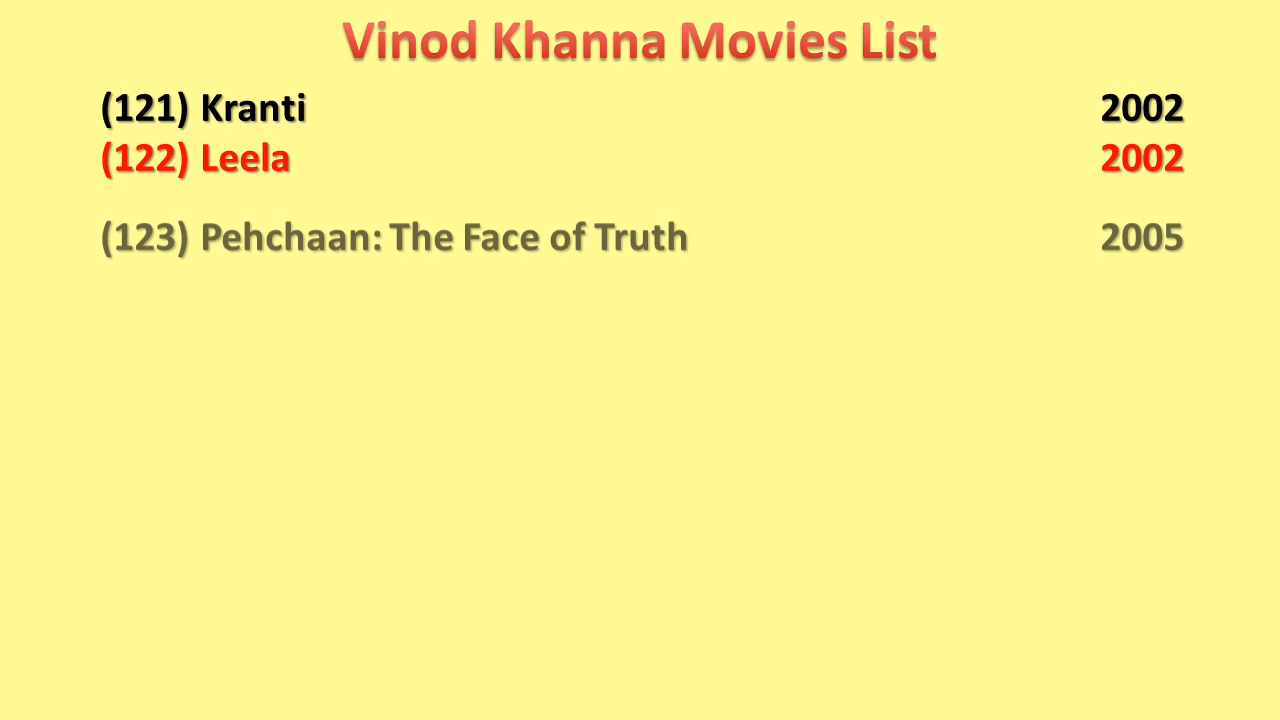 Vinod Khanna Movies List
(121) Kranti 2002
(122) Leela 2002
(123) Pehchaan: The Face of Truth 2005